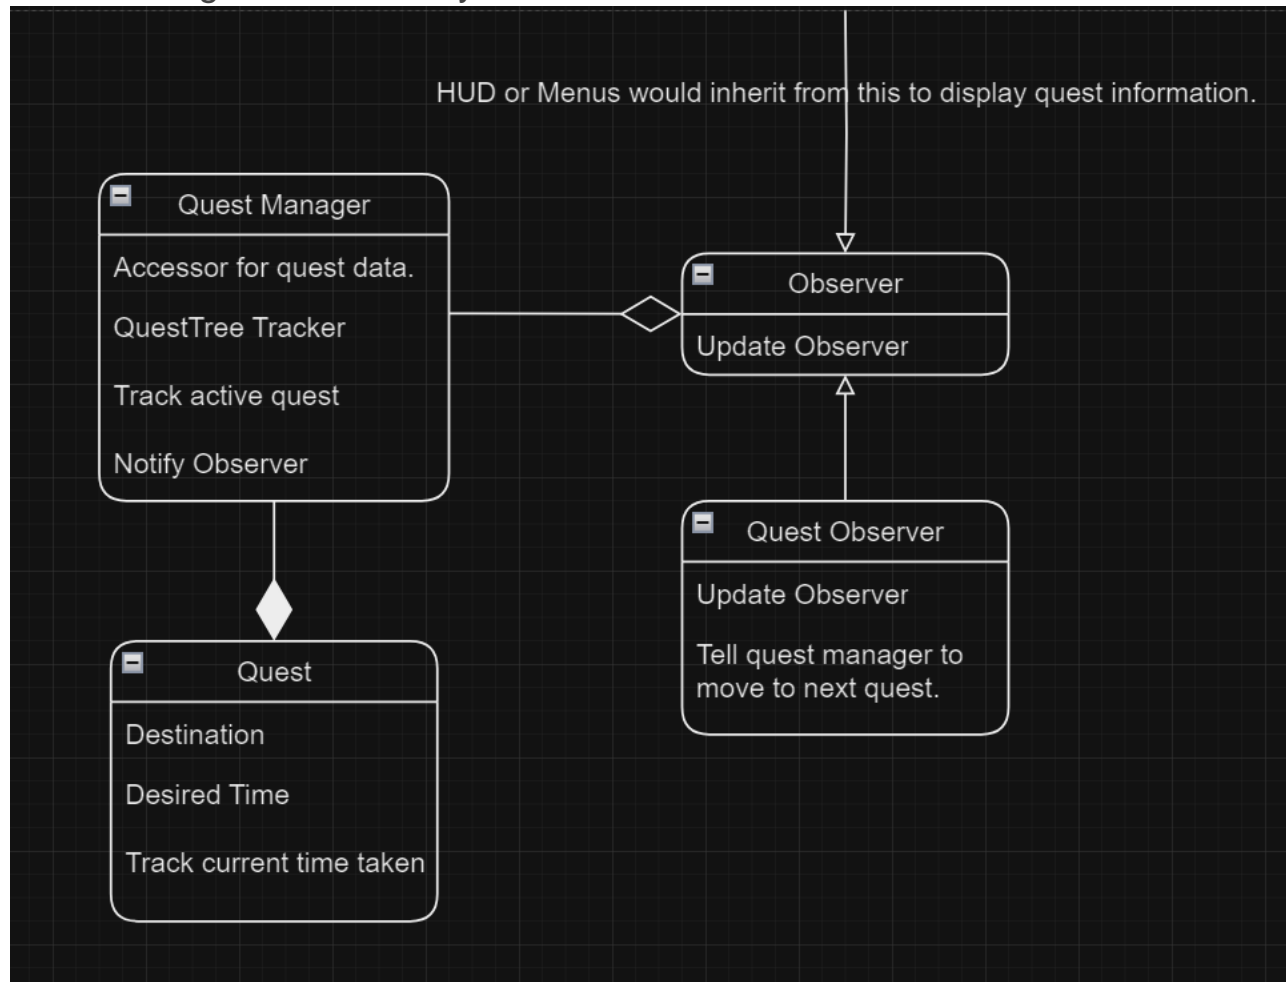 HUD or Menus would inherit from this to display quest information.
Quest Manager
Accessor for quest data.
QuestTree Tracker
Track active quest
Notify Observer
Observer
Update Observer
Quest Observer
Update Observer
Tell quest manager to
move to next quest.
Quest
Destination
Desired Time
Track current time taken